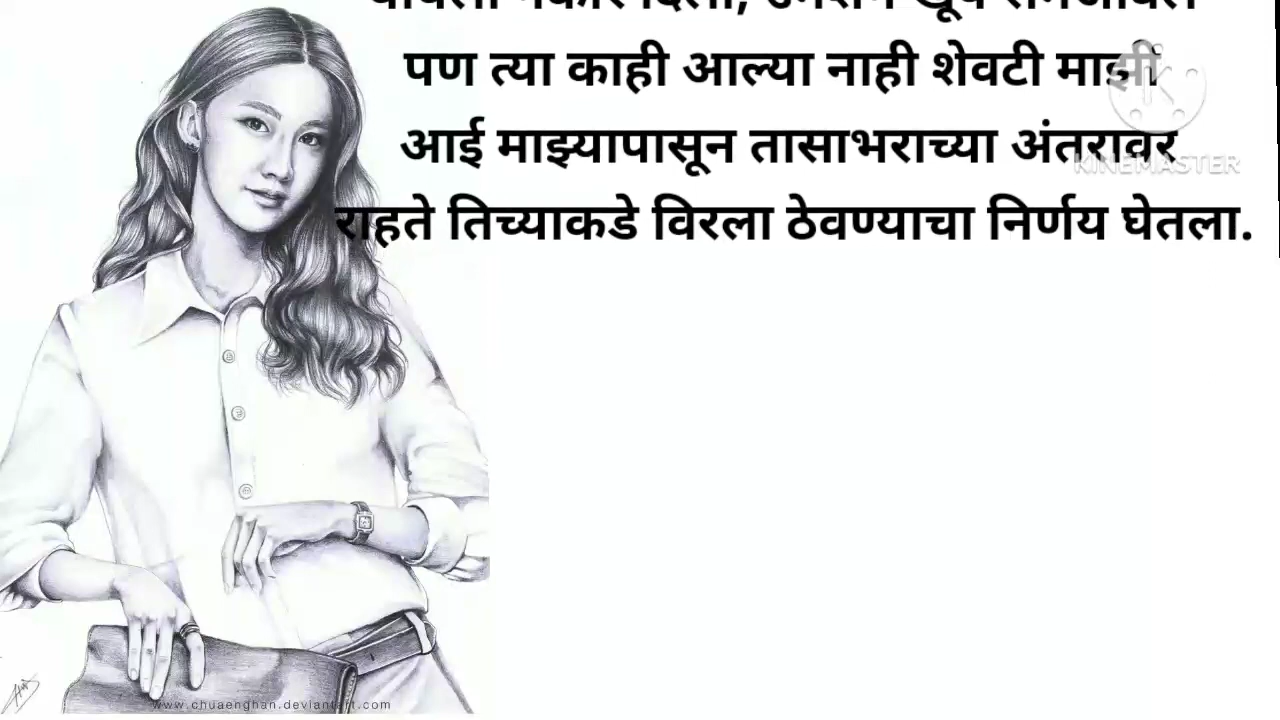 पण त्या काही आल्या नाही शेवटी माझी
आई माझ्यापासून तासाभराच्या अंतरावर
राहते तिच्याकडे विरला ठेवण्याचा निर्णय घेतला.
KINEMASTER
www.chuaenghan.deviantart.com